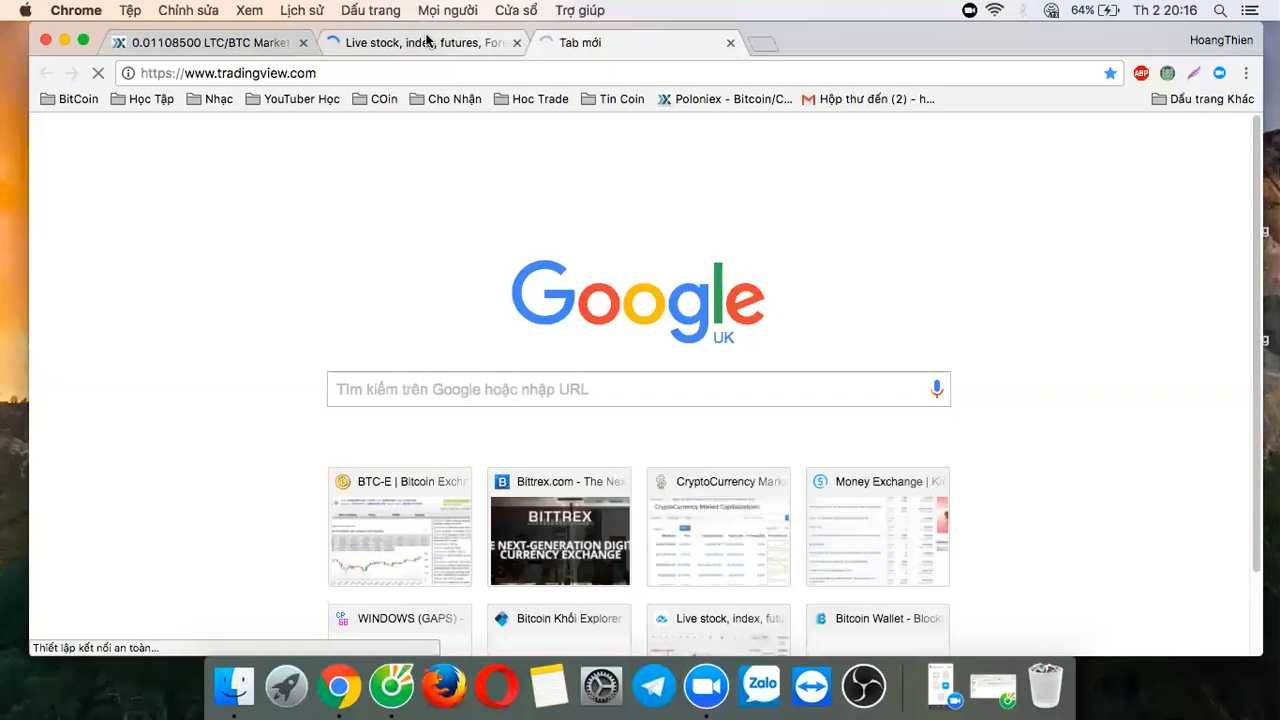 Chrome Tệp Chỉnh sửa Xem Lịch sử Dấu trang Mọi người Cửa sổ Trợ giúp 64% Th 2 20:16
0.01108500 LTC/BTC Market Live stock, index, futures, For Tab mới HoangThien
https://www.tradingview.com ABP
BitCoin Học Tập Nhạc YouTuber Học COin Cho Nhận Hoc Trade Tin Coin Poloniex - Bitcoin/C... Hộp thư đến (2) - h... Dấu trang Khác
Google
UK
Tìm kiếm trên Google hoặc nhập URL
BTC-E | Bitcoin Excha Bittrex.com - The Nex CryptoCurrency Mark Money Exchange |
BITTREX
CryptoCurrency Market Capitalizations
NEXT-GENERATION DIGIT
CURRENCY EXCHANGE
WINDOWS (GAPS) - Bitcoin Khối Explorer Live stock, index, futu Bitcoin Wallet - Block
Thiết lập kết nối an toàn...
Zalo